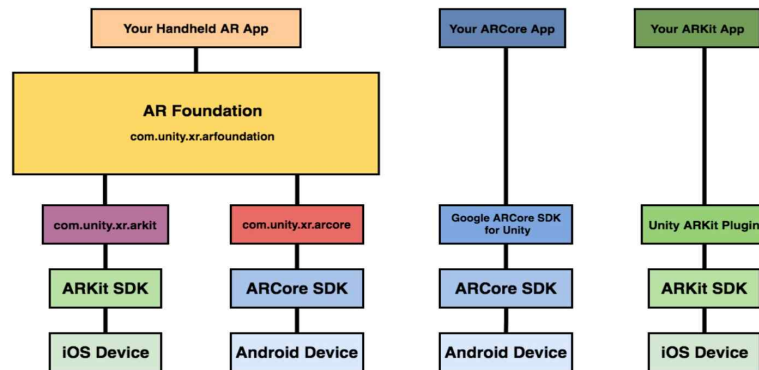 Your Handheld AR App
Your ARCore App
Your ARKit App
AR Foundation
com.unity.xr.arfoundation
com.unity.xr.arkit
com.unity.xr.arcore
Google ARCore SDK
for Unity
Unity ARKit Plugin
ARKit SDK
ARCore SDK
ARCore SDK
ARKit SDK
iOS Device
Android Device
Android Device
iOS Device